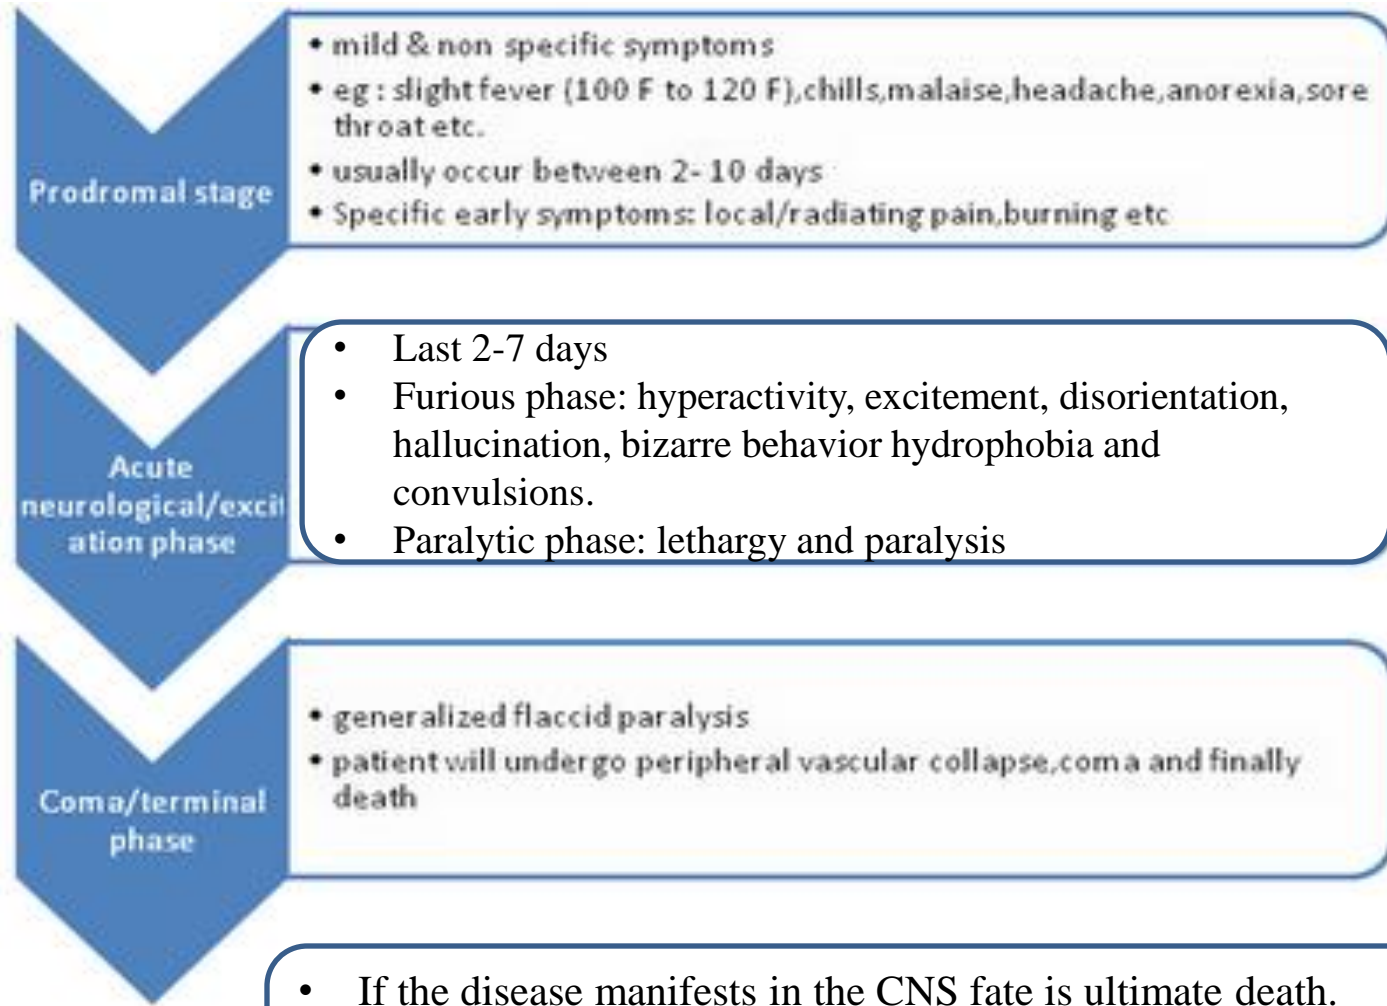 Prodromal stage
• mild & non specific symptoms
• eg : slight fever (100 F to 120 F),chills,malaise,headache,anorexia,sore
throat etc.
• usually occur between 2- 10 days
• Specific early symptoms: local/radiating pain,burning etc
Acute
neurological/excit
ation phase
• Last 2-7 days
• Furious phase: hyperactivity, excitement, disorientation,
hallucination, bizarre behavior hydrophobia and
convulsions.
• Paralytic phase: lethargy and paralysis
Coma/terminal
phase
• generalized flaccid paralysis
• patient will undergo peripheral vascular collapse,coma and finally
death
• If the disease manifests in the CNS fate is ultimate death.